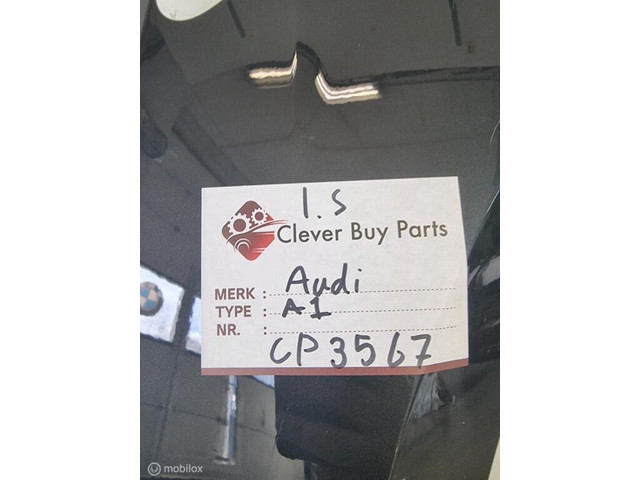 1.S
Clever Buy Parts
MERK : Audi
TYPE : A1
NR. :
CP3567
mobilox